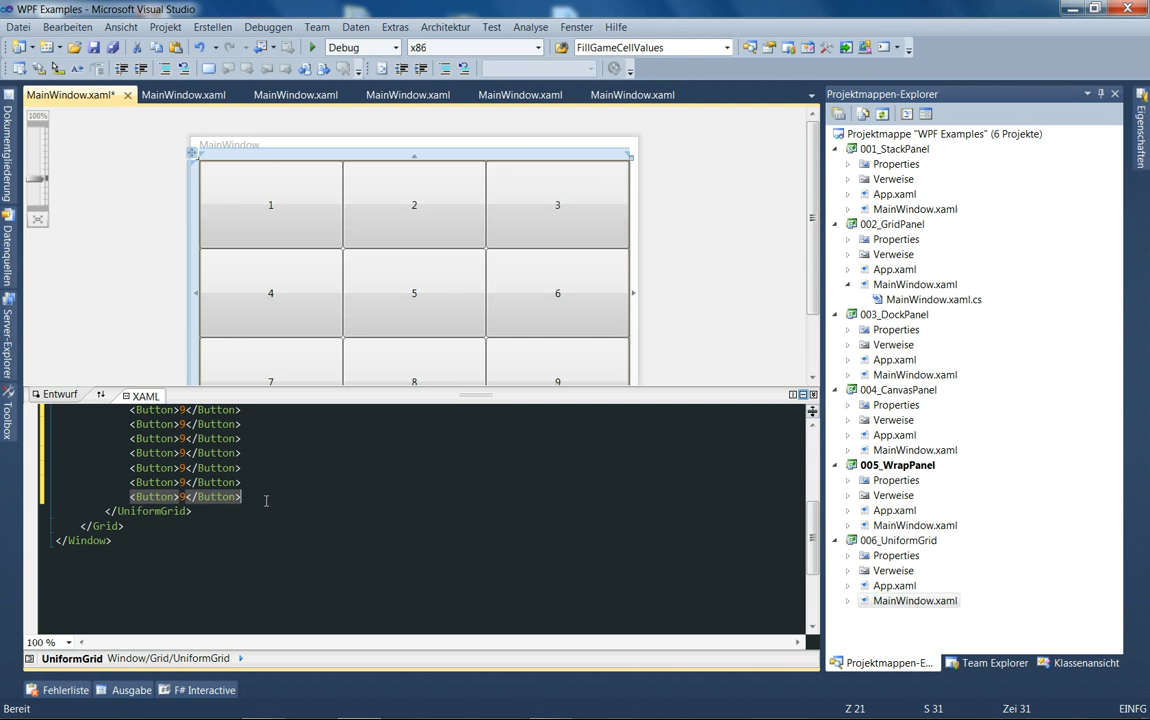 WPF Examples - Microsoft Visual Studio
Datei Bearbeiten Ansicht Projekt Erstellen Debuggen Team Daten Extras Architektur Test Analyse Fenster Hilfe
Debug x86 FillGameCellValues
MainWindow.xaml* MainWindow.xaml MainWindow.xaml MainWindow.xaml MainWindow.xaml MainWindow.xaml
Dokumentgliederung
Datenquellen
Server-Explorer
Toolbox
100%
MainWindow
1 2 3
4 5 6
7 8 9
Entwurf XAML
<Button>9</Button>
<Button>9</Button>
<Button>9</Button>
<Button>9</Button>
<Button>9</Button>
<Button>9</Button>
<Button>9</Button>
</UniformGrid>
</Grid>
</Window>
100 %
UniformGrid Window/Grid/UniformGrid
Fehlerliste Ausgabe F# Interactive
Bereit Z 21 S 31 Zei 31 EINFG
Projektmappen-Explorer
Projektmappe "WPF Examples" (6 Projekte)
001_StackPanel
Properties
Verweise
App.xaml
MainWindow.xaml
002_GridPanel
Properties
Verweise
App.xaml
MainWindow.xaml
MainWindow.xaml.cs
003_DockPanel
Properties
Verweise
App.xaml
MainWindow.xaml
004_CanvasPanel
Properties
Verweise
App.xaml
MainWindow.xaml
005_WrapPanel
Properties
Verweise
App.xaml
MainWindow.xaml
006_UniformGrid
Properties
Verweise
App.xaml
MainWindow.xaml
Projektmappen-E... Team Explorer Klassenansicht
Eigenschaften